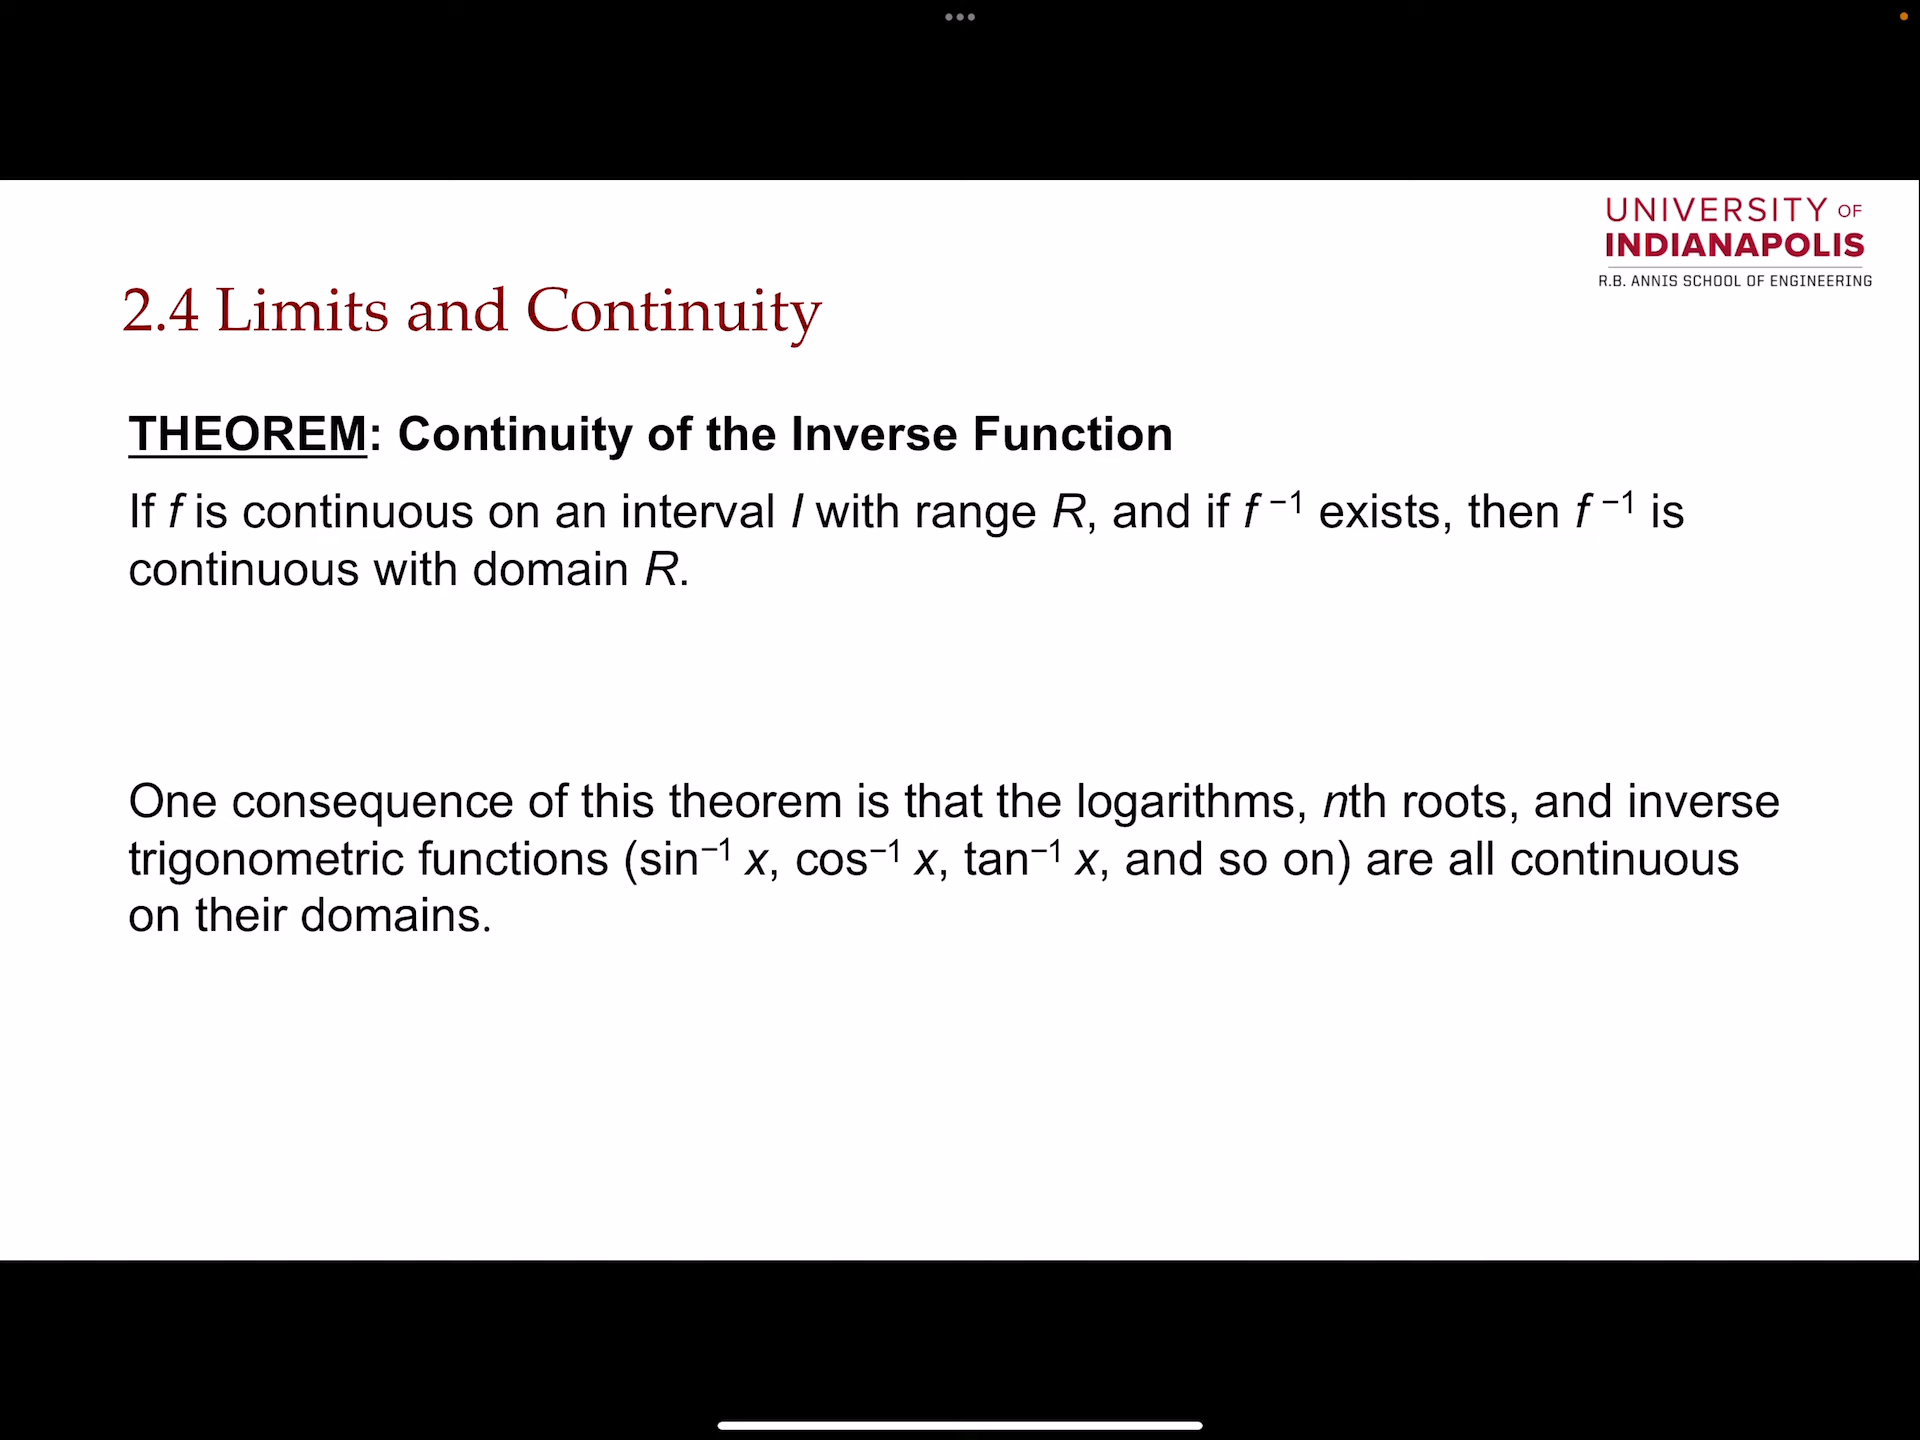 UNIVERSITY OF
INDIANAPOLIS
R.B. ANNIS SCHOOL OF ENGINEERING
2.4 Limits and Continuity
THEOREM: Continuity of the Inverse Function
If f is continuous on an interval I with range R, and if f⁻¹ exists, then f⁻¹ is
continuous with domain R.
One consequence of this theorem is that the logarithms, nth roots, and inverse
trigonometric functions (sin⁻¹ x, cos⁻¹ x, tan⁻¹ x, and so on) are all continuous
on their domains.